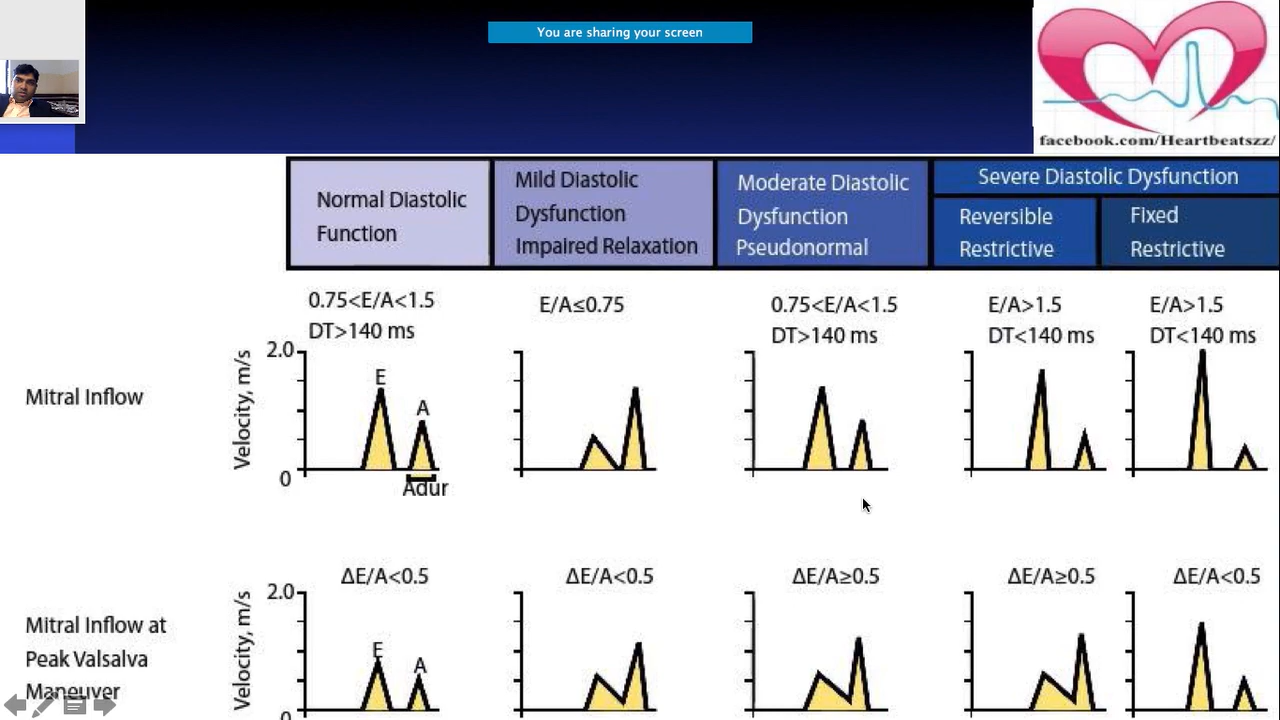 You are sharing your screen
facebook.com/Heartbeatszz/
Normal Diastolic
Function
Mild Diastolic
Dysfunction
Impaired Relaxation
Moderate Diastolic
Dysfunction
Pseudonormal
Severe Diastolic Dysfunction
Reversible
Restrictive
Fixed
Restrictive
Mitral Inflow
Velocity, m/s
2.0
0
0.75<E/A<1.5
DT>140 ms
E
A
Adur
E/A≤0.75
0.75<E/A<1.5
DT>140 ms
E/A>1.5
DT<140 ms
E/A>1.5
DT<140 ms
Mitral Inflow at
Peak Valsalva
Maneuver
Velocity, m/s
2.0
0
ΔE/A<0.5
E
A
ΔE/A<0.5
ΔE/A≥0.5
ΔE/A≥0.5
ΔE/A<0.5